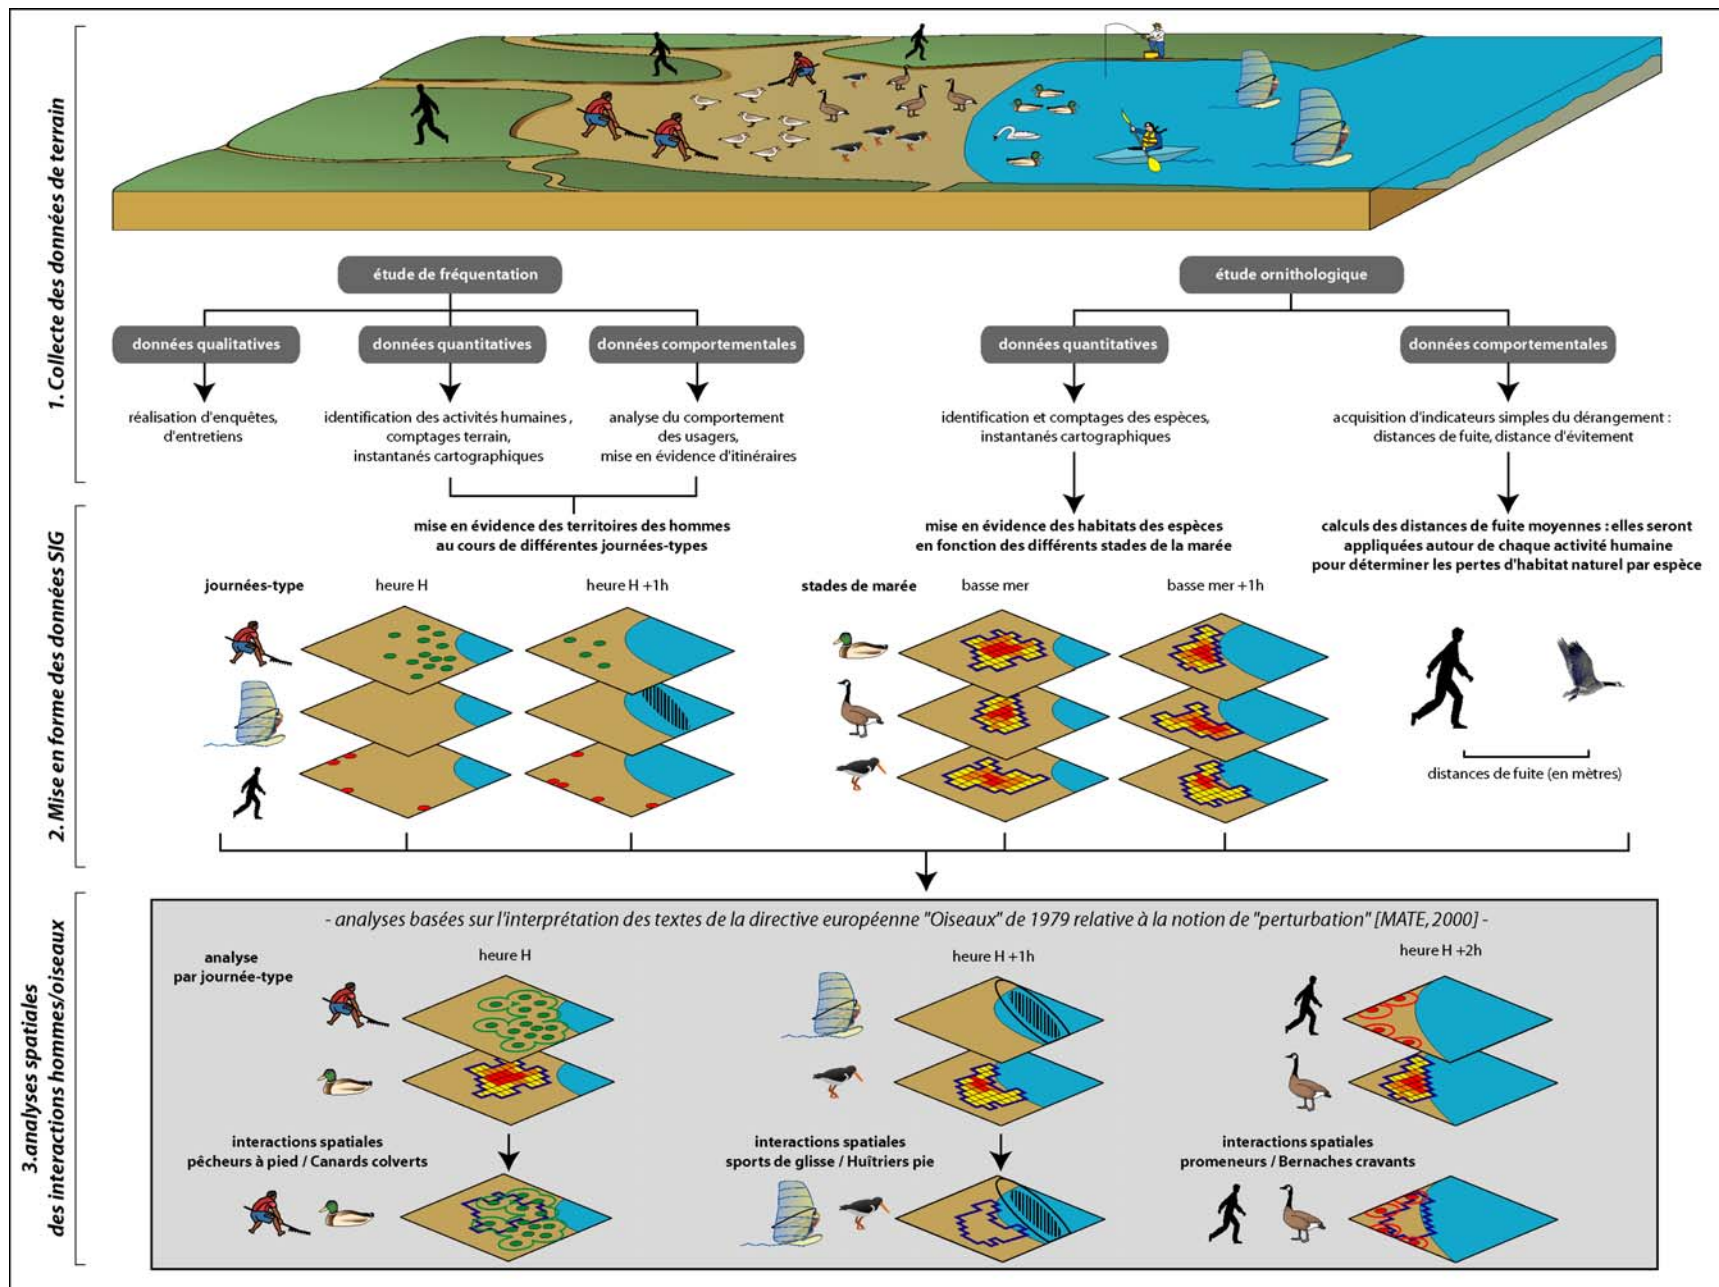 1. Collecte des données de terrain
étude de fréquentation
étude ornithologique
données qualitatives
données quantitatives
données comportementales
données quantitatives
données comportementales
réalisation d'enquêtes,
d'entretiens
identification des activités humaines ,
comptages terrain,
instantanés cartographiques
analyse du comportement
des usagers,
mise en évidence d'itinéraires
identification et comptages des espèces,
instantanés cartographiques
acquisition d'indicateurs simples du dérangement :
distances de fuite, distance d'évitement
2. Mise en forme des données SIG
mise en évidence des territoires des hommes
au cours de différentes journées-types
mise en évidence des habitats des espèces
en fonction des différents stades de la marée
calculs des distances de fuite moyennes : elles seront
appliquées autour de chaque activité humaine
pour déterminer les pertes d'habitat naturel par espèce
journées-type
heure H
heure H +1h
stades de marée
basse mer
basse mer +1h
distances de fuite (en mètres)
3.analyses spatiales
des interactions hommes/oiseaux
- analyses basées sur l'interprétation des textes de la directive européenne "Oiseaux" de 1979 relative à la notion de "perturbation" [MATE, 2000] -
analyse
par journée-type
heure H
heure H +1h
heure H +2h
interactions spatiales
pêcheurs à pied / Canards colverts
interactions spatiales
sports de glisse / Huîtriers pie
interactions spatiales
promeneurs / Bernaches cravants